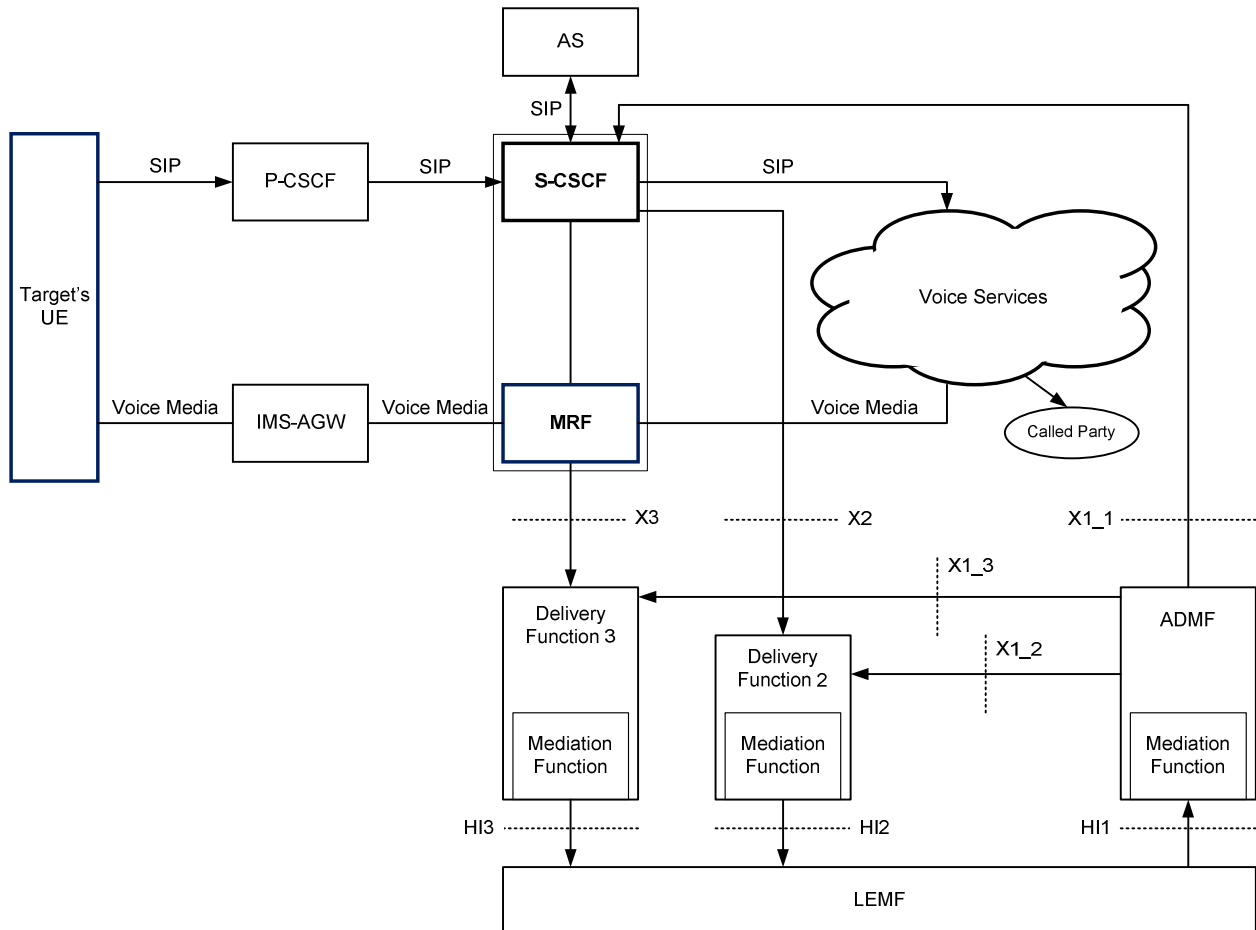 AS
SIP
SIP
P-CSCF
SIP
S-CSCF
SIP
Target's
UE
Voice Services
Voice Media
IMS-AGW
Voice Media
MRF
Voice Media
Called Party
X3
X2
X1_1
X1_3
Delivery
Function 3
ADMF
X1_2
Delivery
Function 2
Mediation
Function
Mediation
Function
Mediation
Function
HI3
HI2
HI1
LEMF